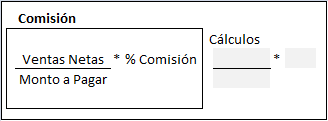 Comisión
Cálculos
Ventas Netas * % Comisión
*
Monto a Pagar